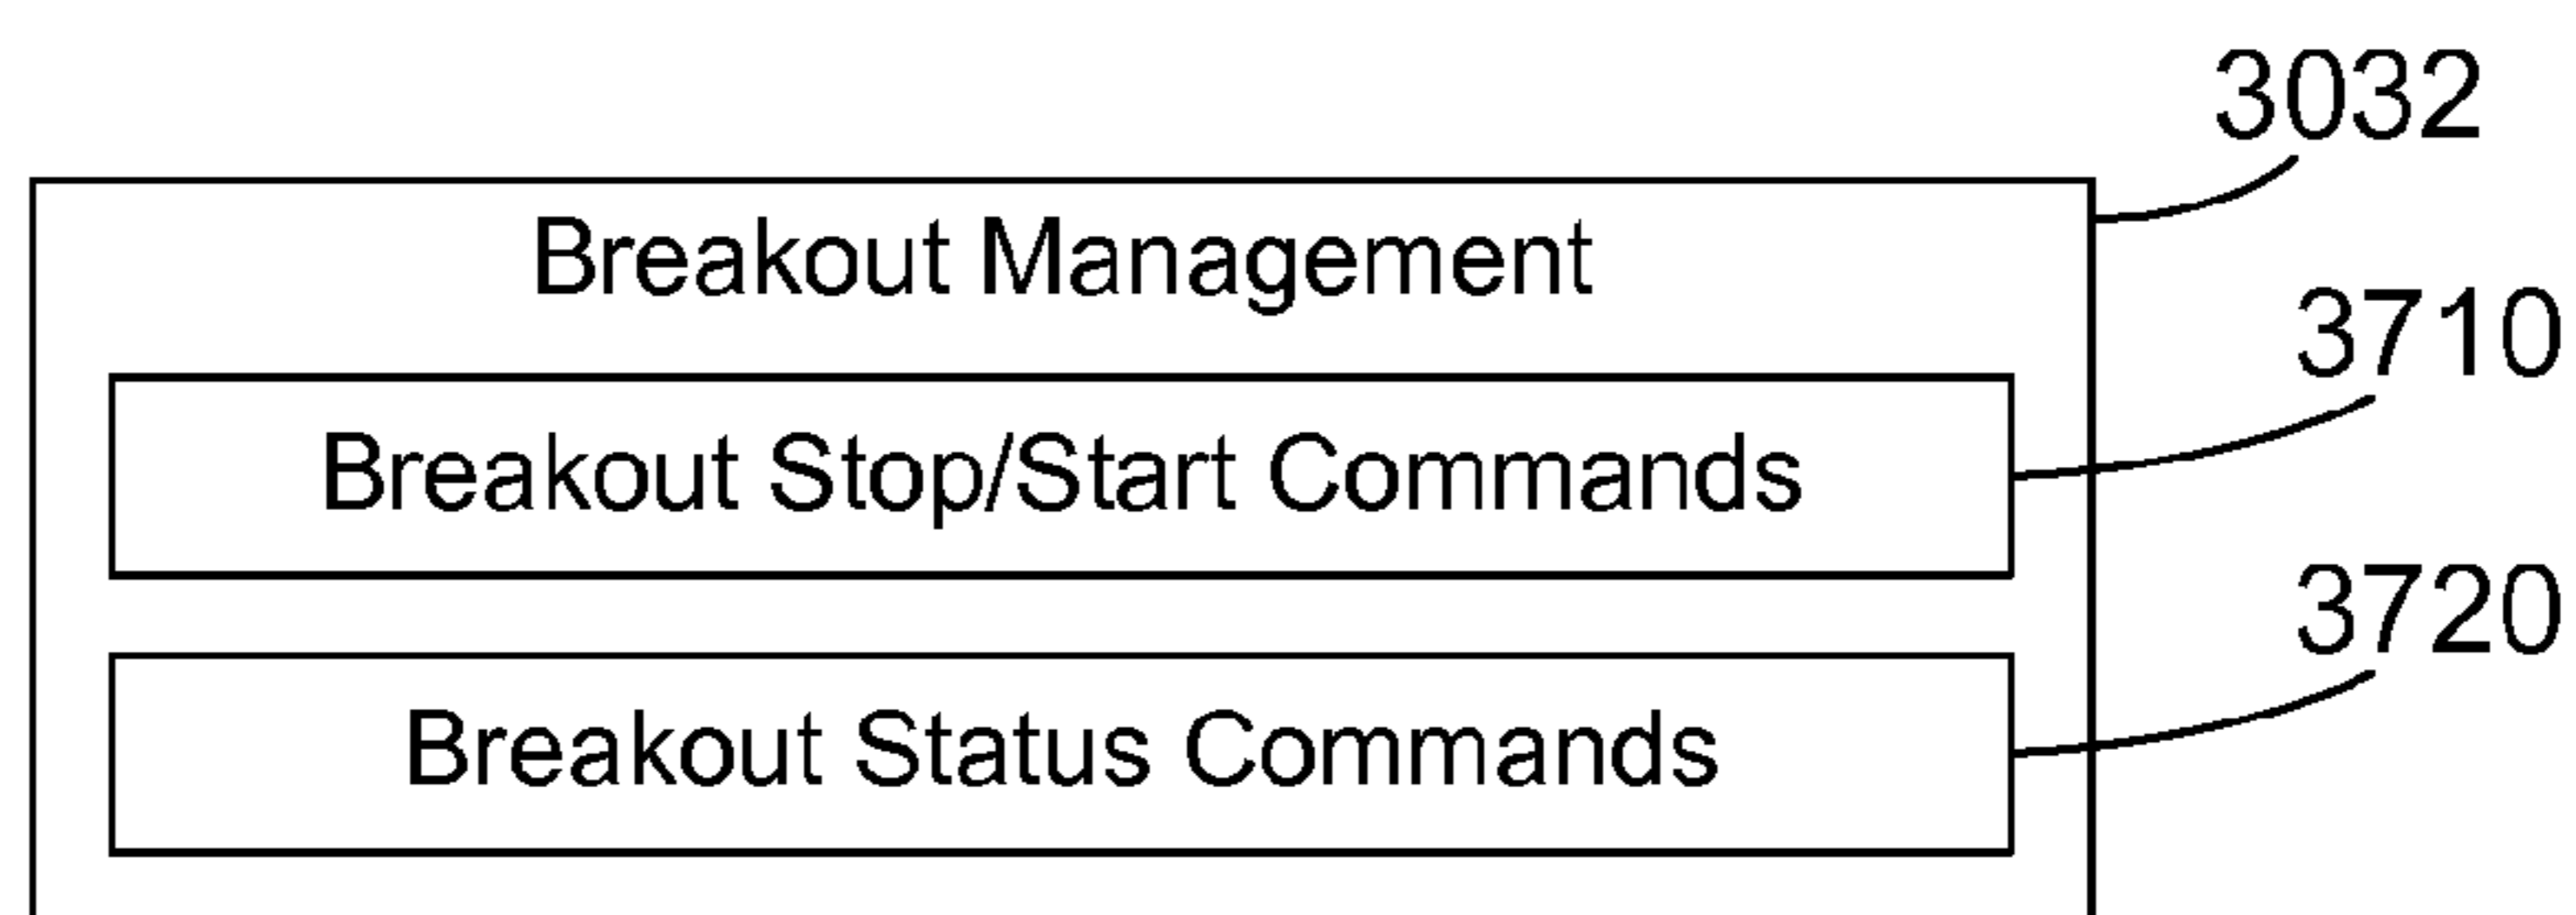 3032
Breakout Management
3710
Breakout Stop/Start Commands
3720
Breakout Status Commands